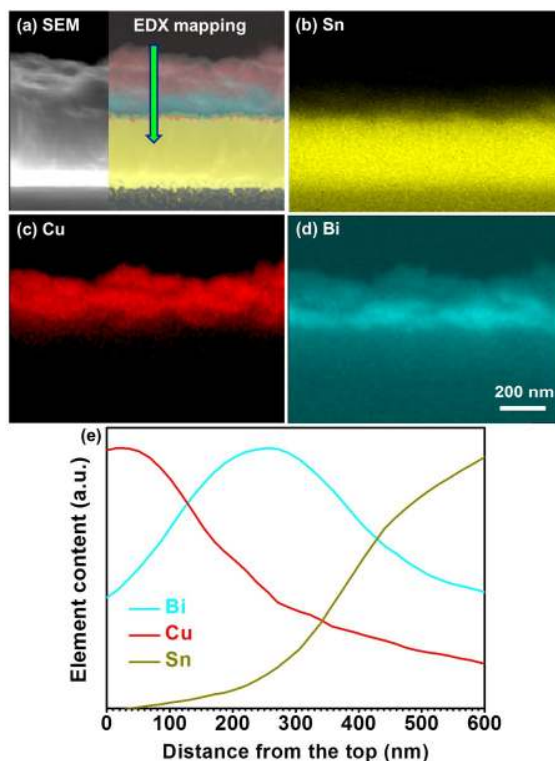 (a) SEM
EDX mapping
(b) Sn
(c) Cu
(d) Bi
200 nm
(e)
Element content (a.u.)
Bi
Cu
Sn
0 100 200 300 400 500 600
Distance from the top (nm)